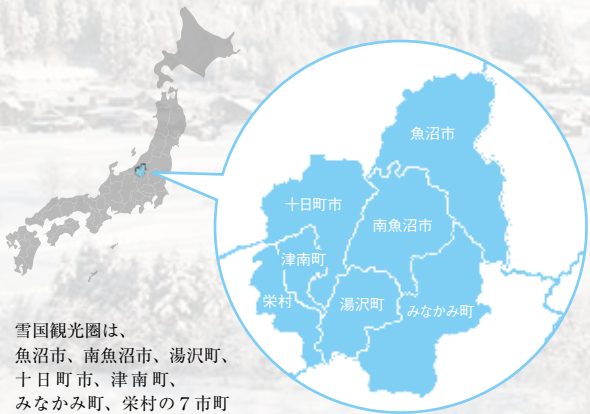 魚沼市
十日町市
南魚沼市
津南町
栄村
湯沢町
みなかみ町
雪国観光圏は、
魚沼市、南魚沼市、湯沢町、
十日町市、津南町、
みなかみ町、栄村の7市町